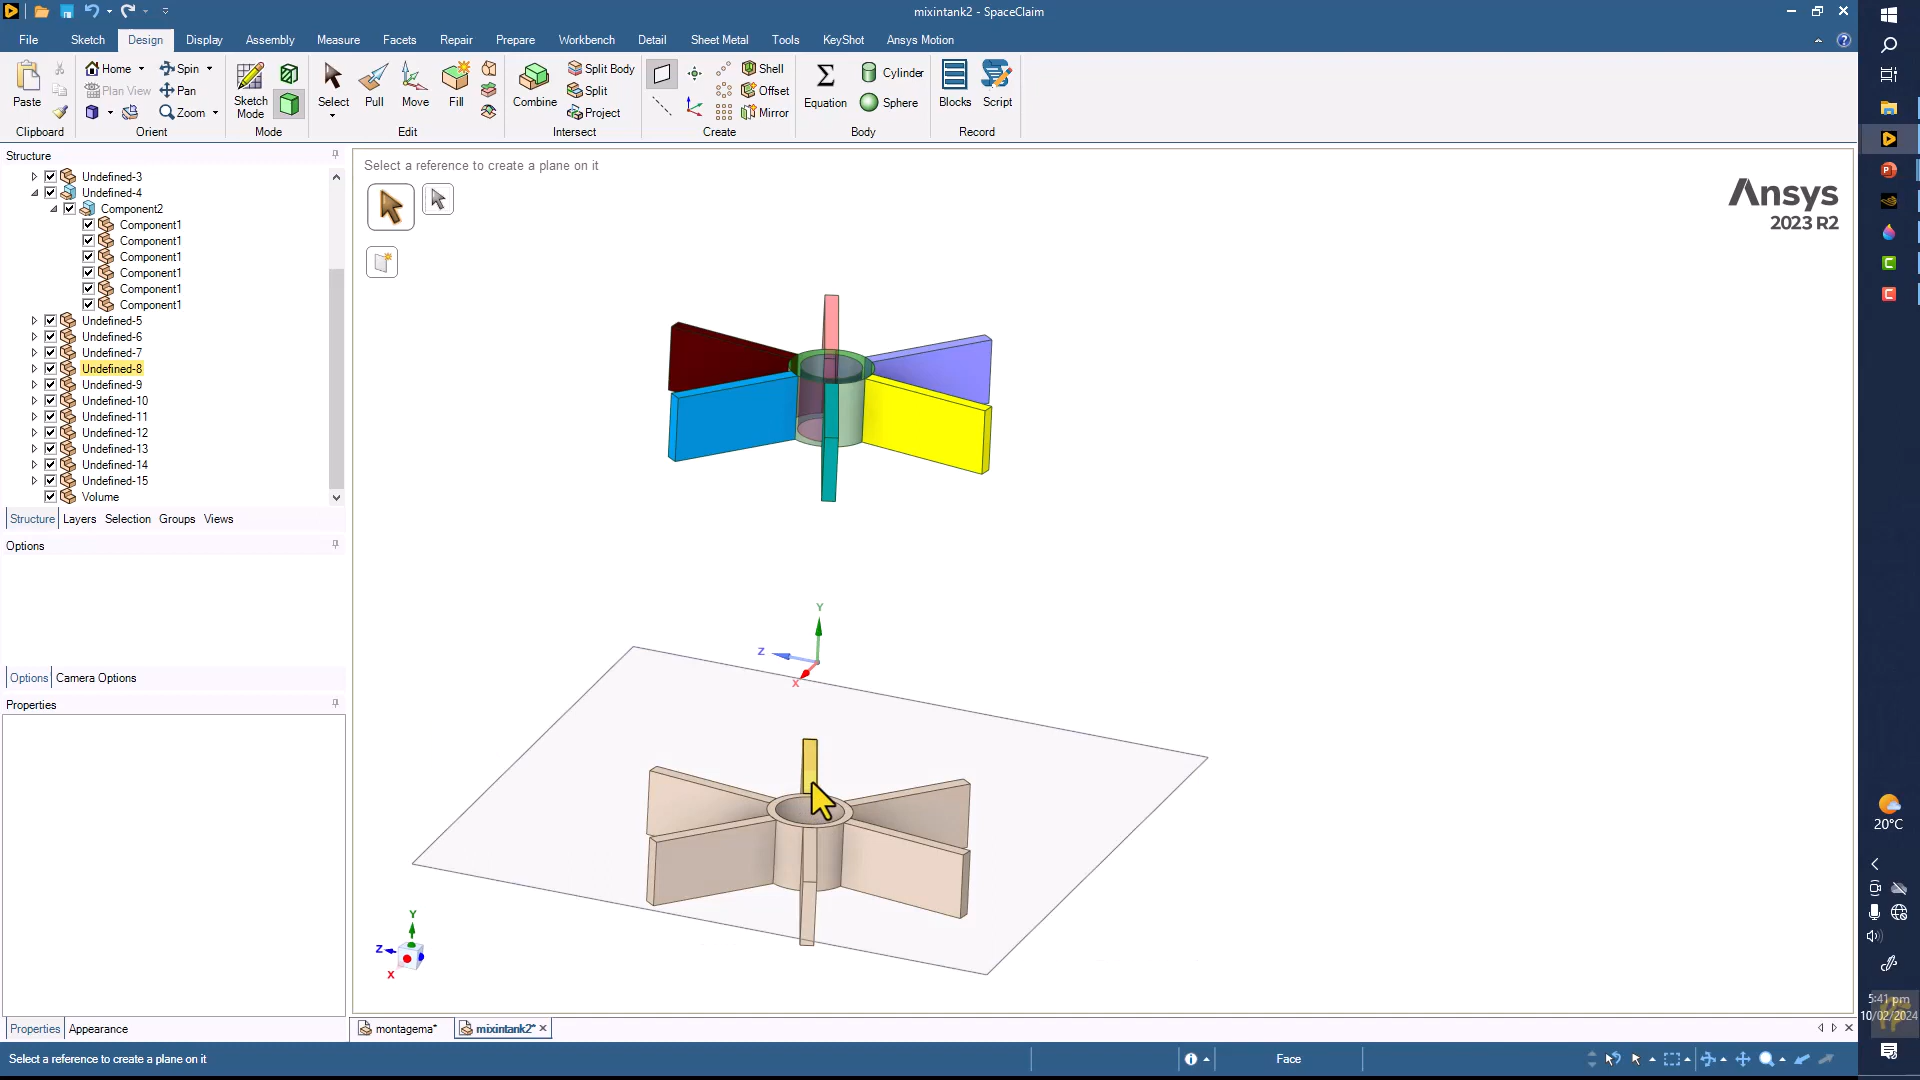 mixintank2 - SpaceClaim
File
Sketch
Design
Display
Assembly
Measure
Facets
Repair
Prepare
Workbench
Detail
Sheet Metal
Tools
KeyShot
Ansys Motion
Paste
Clipboard
Home
Plan View
Spin
Pan
Zoom
Orient
Sketch
Mode
Mode
Select
Pull
Move
Fill
Edit
Combine
Split Body
Split
Project
Intersect
Shell
Offset
Mirror
Create
Equation
Cylinder
Sphere
Body
Blocks
Script
Record
Structure
Undefined-3
Undefined-4
Component2
Component1
Component1
Component1
Component1
Component1
Component1
Undefined-5
Undefined-6
Undefined-7
Undefined-8
Undefined-9
Undefined-10
Undefined-11
Undefined-12
Undefined-13
Undefined-14
Undefined-15
Volume
Structure
Layers
Selection
Groups
Views
Options
Options
Camera Options
Properties
Properties
Appearance
Select a reference to create a plane on it
Ansys
2023 R2
Y
Z
X
Y
Z
X
montagema*
mixintank2*
Select a reference to create a plane on it
Face
20°C
5:41 pm
10/02/2024